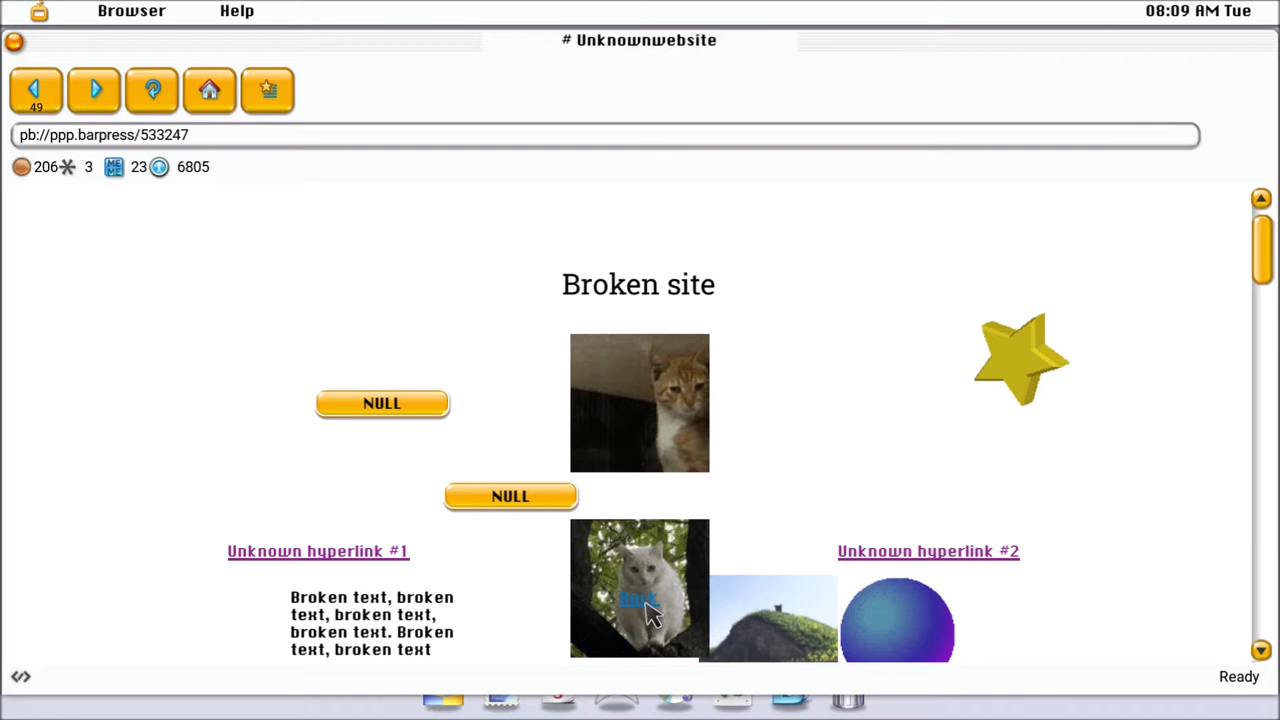 Browser Help 08:09 AM Tue
# Unknownwebsite
49
pb://ppp.barpress/533247
206 3 MEME 23 6805
Broken site
NULL
NULL
Unknown hyperlink #1
Unknown hyperlink #2
Back
Broken text, broken
text, broken text,
broken text. Broken
text, broken text
Ready